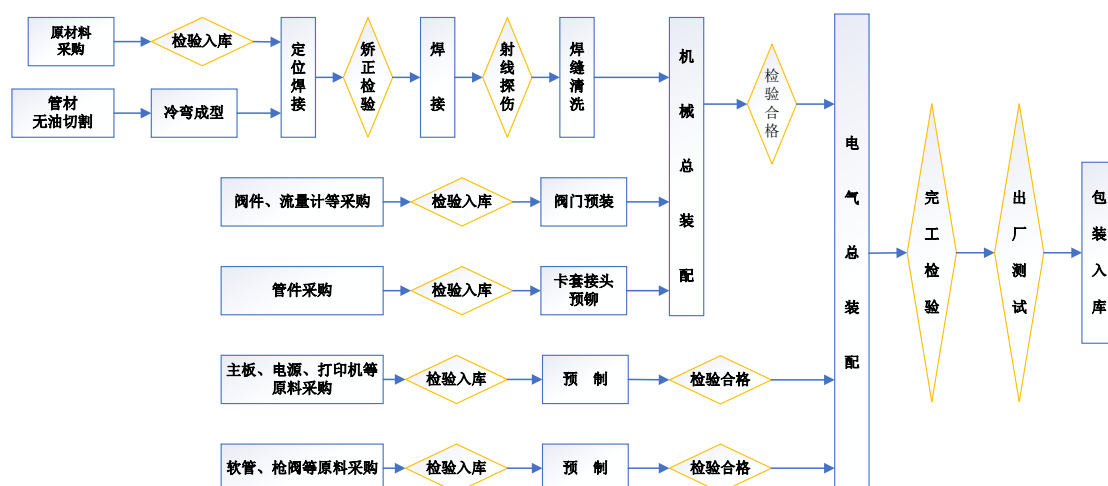 原材料
采购
检验入库
管材
无油切割
冷弯成型
定位焊接
矫正检验
焊接
射线探伤
焊缝清洗
机械总装配
检验合格
阀件、流量计等采购
检验入库
阀门预装
管件采购
检验入库
卡套接头
预铆
主板、电源、打印机等
原料采购
检验入库
预 制
检验合格
软管、枪阀等原料采购
检验入库
预 制
检验合格
电气总装配
完工检验
出厂测试
包装入库